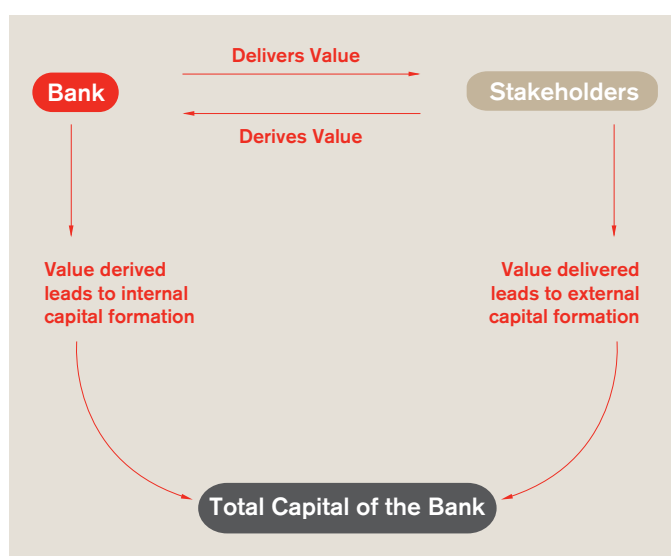 Delivers Value
Bank
Stakeholders
Derives Value
Value derived
leads to internal
capital formation
Value delivered
leads to external
capital formation
Total Capital of the Bank